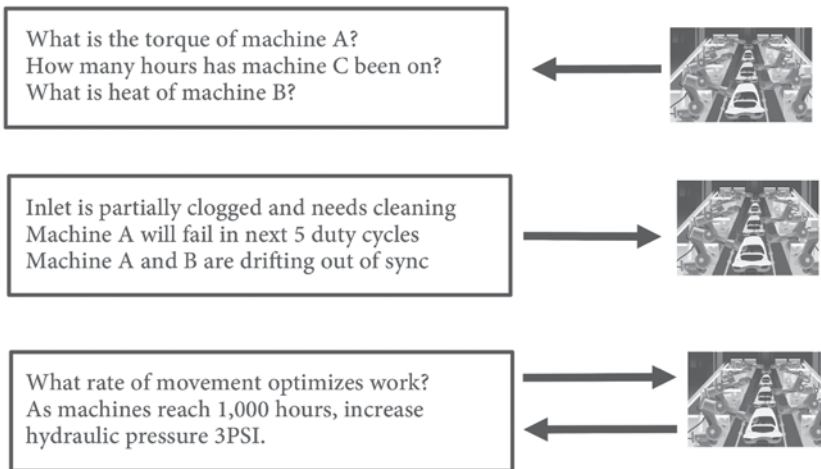 What is the torque of machine A?
How many hours has machine C been on?
What is heat of machine B?
Inlet is partially clogged and needs cleaning
Machine A will fail in next 5 duty cycles
Machine A and B are drifting out of sync
What rate of movement optimizes work?
As machines reach 1,000 hours, increase
hydraulic pressure 3PSI.